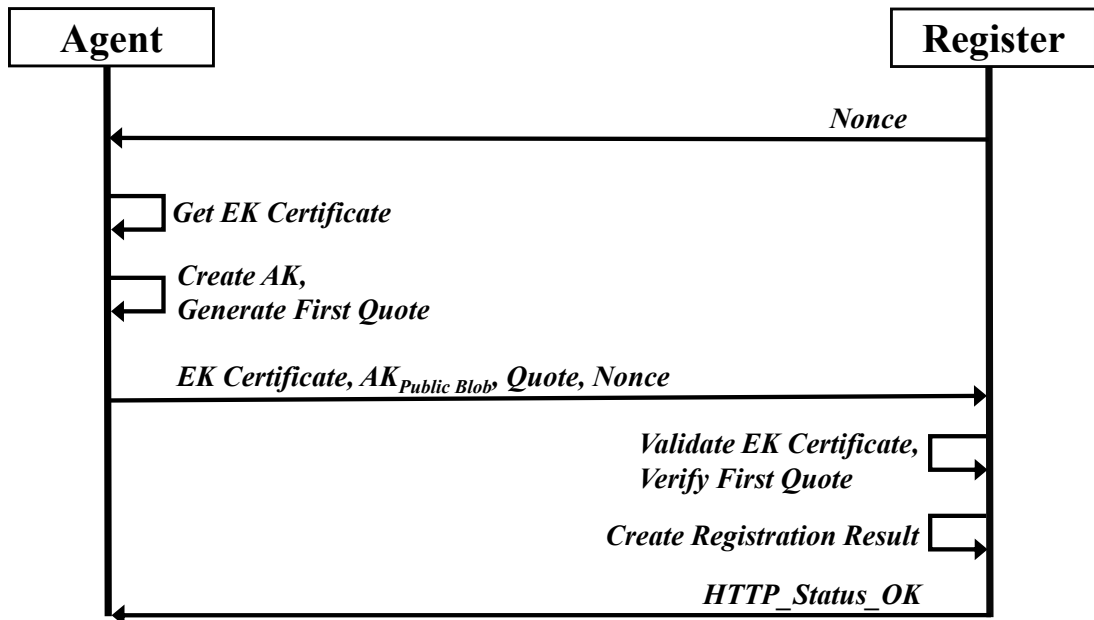 Agent
Register
Nonce
Get EK Certificate
Create AK,
Generate First Quote
EK Certificate, AK_Public Blob, Quote, Nonce
Validate EK Certificate,
Verify First Quote
Create Registration Result
HTTP_Status_OK